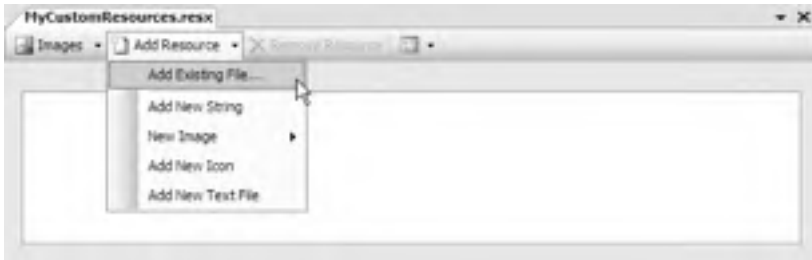 MyCustomResources.resx
Images Add Resource Remove Resource
Add Existing File...
Add New String
New Image
Add New Icon
Add New Text File